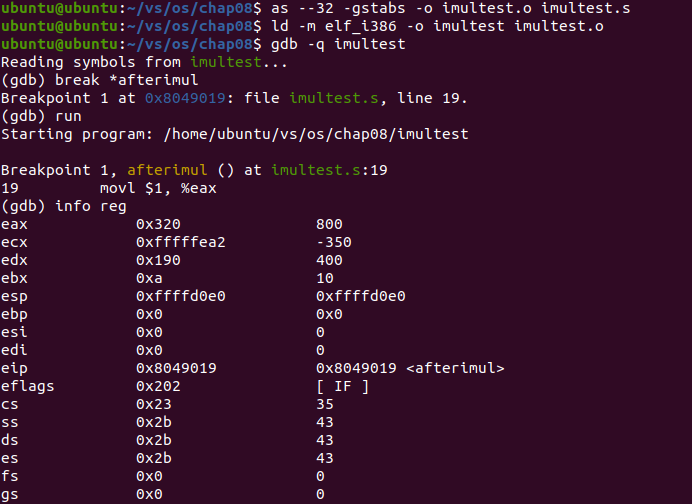 ubuntu@ubuntu:~/vs/os/chap08$ as --32 -gstabs -o imultest.o imultest.s
ubuntu@ubuntu:~/vs/os/chap08$ ld -m elf_i386 -o imultest imultest.o
ubuntu@ubuntu:~/vs/os/chap08$ gdb -q imultest
Reading symbols from imultest...
(gdb) break *afterimul
Breakpoint 1 at 0x8049019: file imultest.s, line 19.
(gdb) run
Starting program: /home/ubuntu/vs/os/chap08/imultest
Breakpoint 1, afterimul () at imultest.s:19
19 movl $1, %eax
(gdb) info reg
eax 0x320 800
ecx 0xfffffea2 -350
edx 0x190 400
ebx 0xa 10
esp 0xffffd0e0 0xffffd0e0
ebp 0x0 0x0
esi 0x0 0
edi 0x0 0
eip 0x8049019 0x8049019 <afterimul>
eflags 0x202 [ IF ]
cs 0x23 35
ss 0x2b 43
ds 0x2b 43
es 0x2b 43
fs 0x0 0
gs 0x0 0